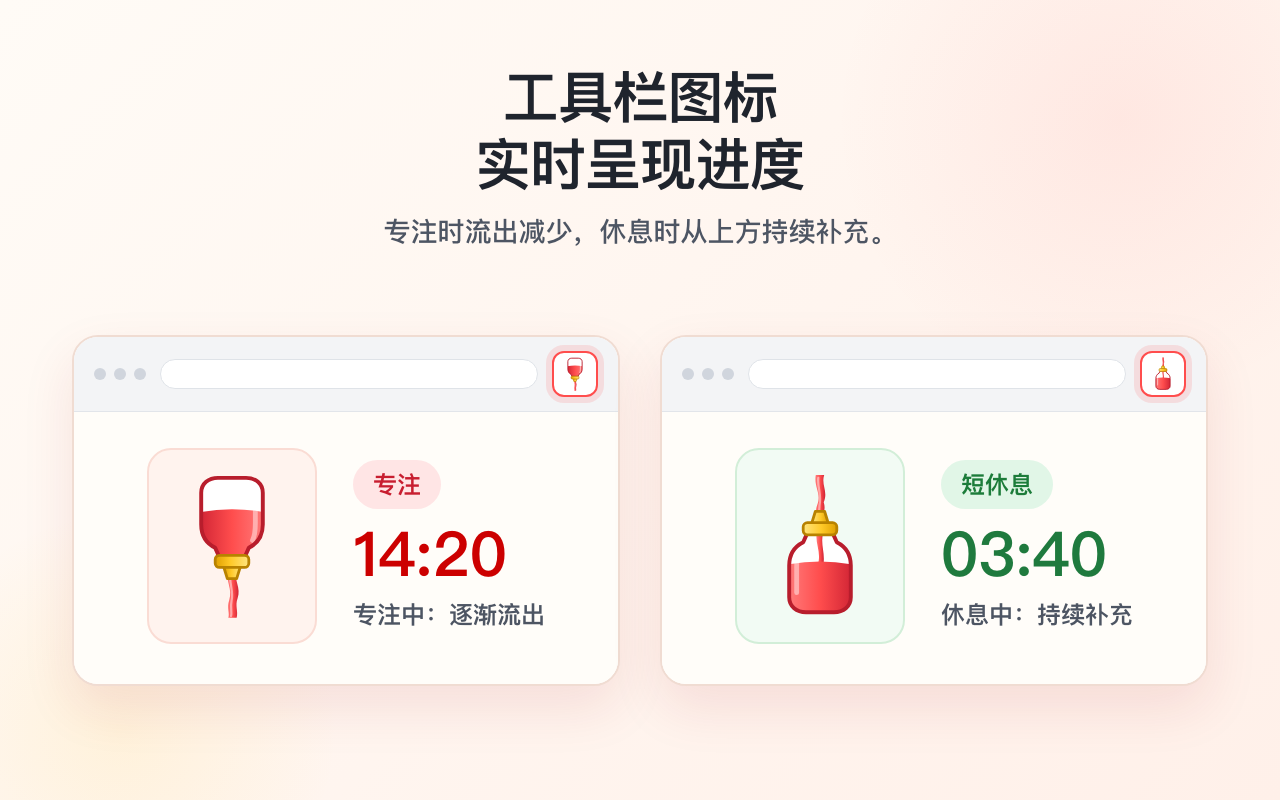 工具栏图标
实时呈现进度
专注时流出减少，休息时从上方持续补充。
专注
14:20
专注中：逐渐流出
短休息
03:40
休息中：持续补充